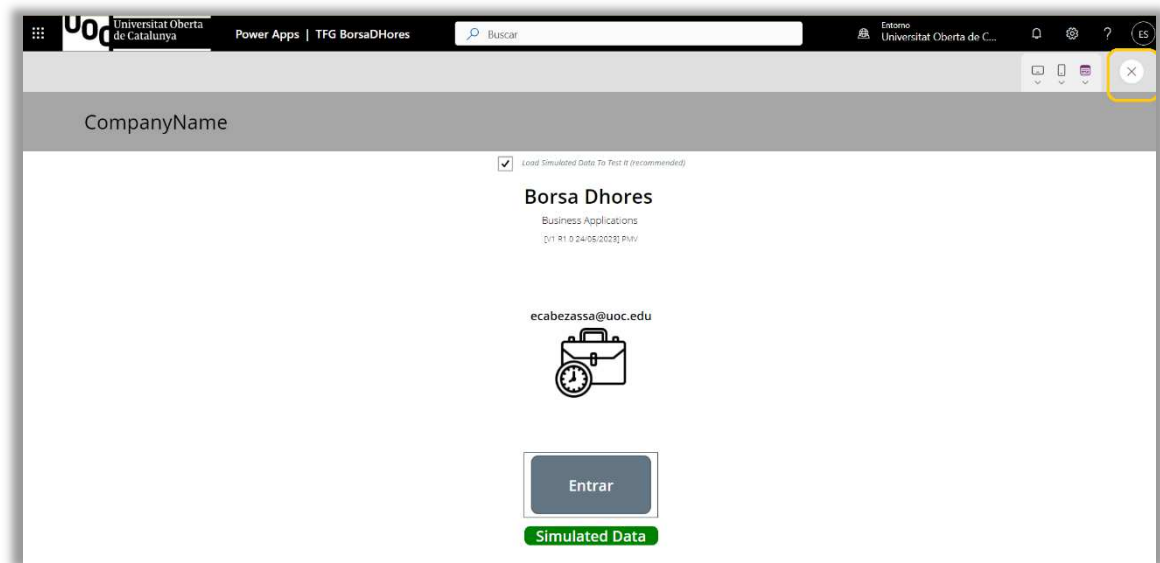 UOC Universitat Oberta
de Catalunya
Power Apps | TFG BorsaDHores
Buscar
Entorno
Universitat Oberta de C...
?
ES
CompanyName
Load Simulated Data To Test It (recommended)
Borsa Dhores
Business Applications
[V1 R1.0 24/05/2023] PMV
ecabezassa@uoc.edu
Entrar
Simulated Data